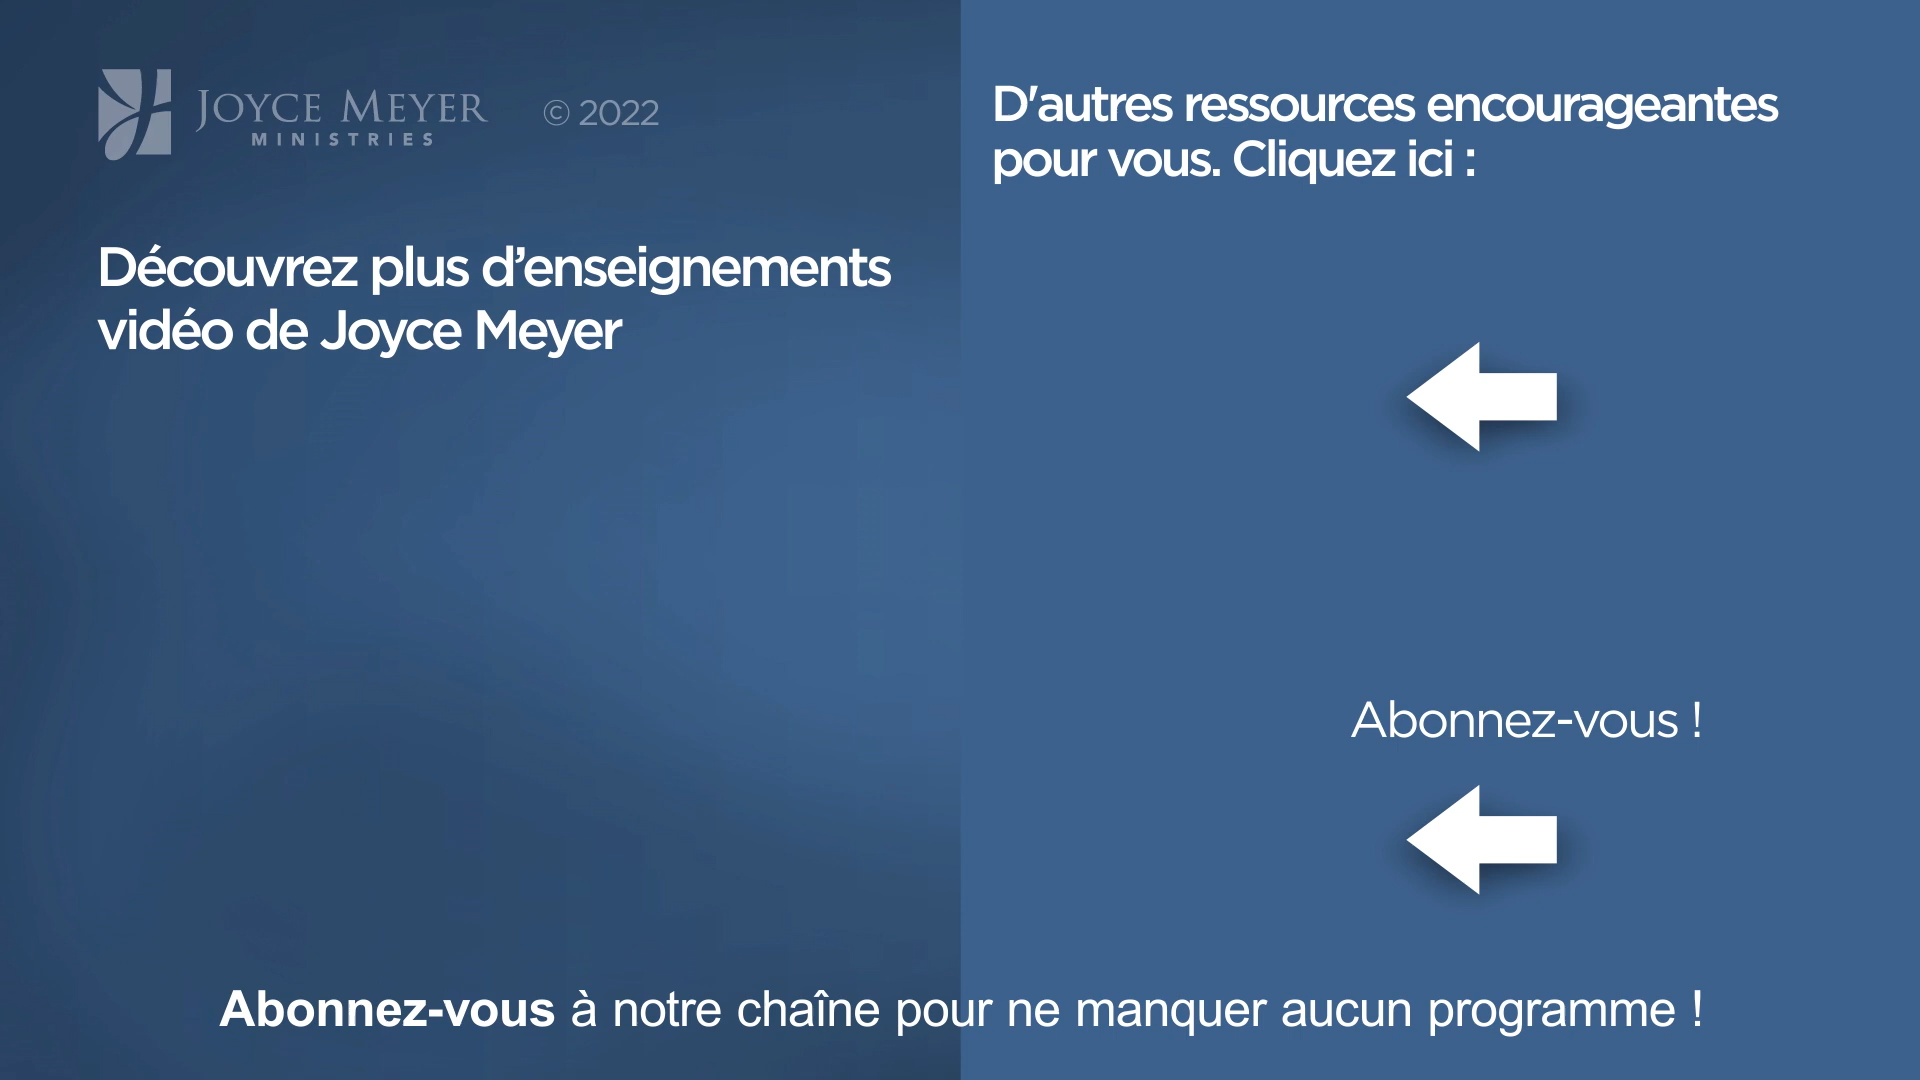 JOYCE MEYER
MINISTRIES
© 2022
Découvrez plus d’enseignements
vidéo de Joyce Meyer
D'autres ressources encourageantes
pour vous. Cliquez ici :
Abonnez-vous !
Abonnez-vous à notre chaîne pour ne manquer aucun programme !